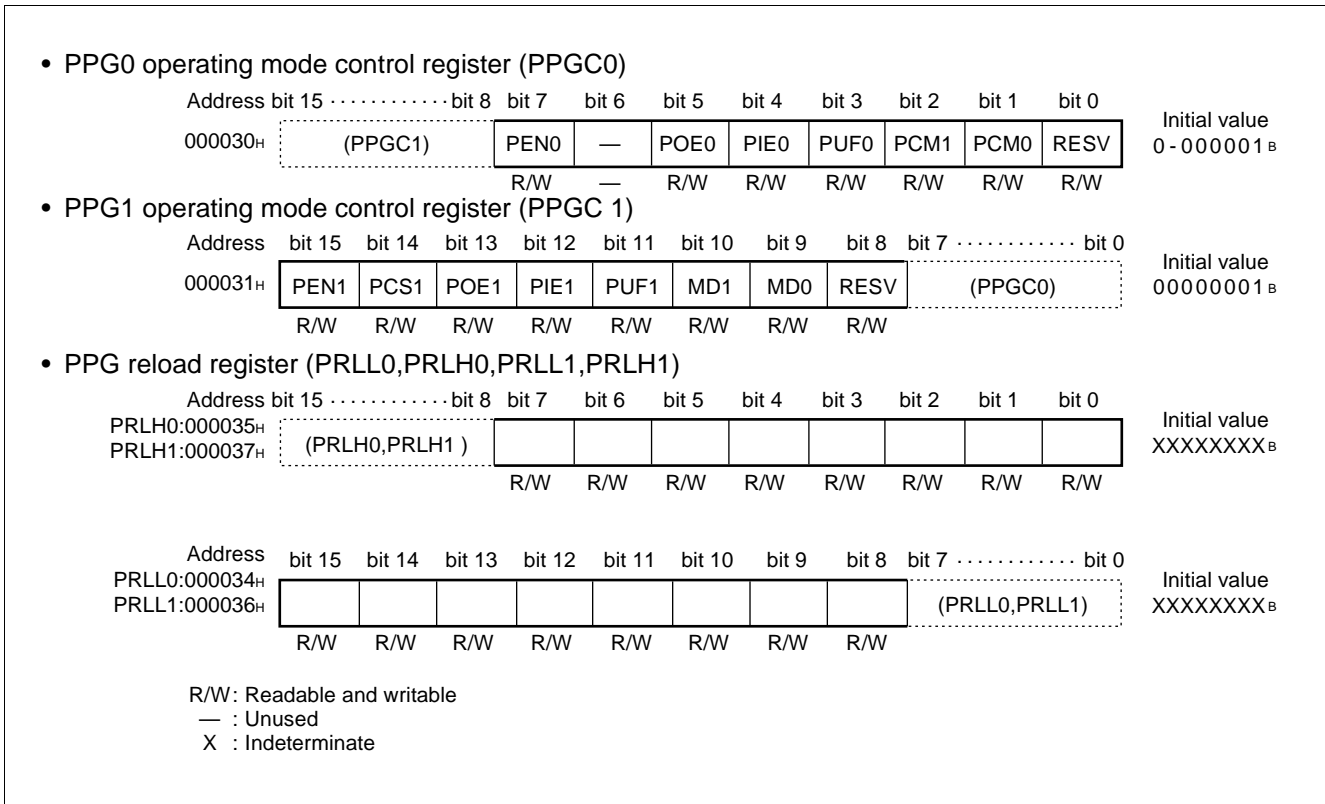 • PPG0 operating mode control register (PPGC0)
Address bit 15 ············bit 8 bit 7 bit 6 bit 5 bit 4 bit 3 bit 2 bit 1 bit 0
Initial value
000030H (PPGC1) PEN0 — POE0 PIE0 PUF0 PCM1 PCM0 RESV 0-000001B
R/W — R/W R/W R/W R/W R/W R/W
• PPG1 operating mode control register (PPGC 1)
Address bit 15 bit 14 bit 13 bit 12 bit 11 bit 10 bit 9 bit 8 bit 7 ············ bit 0
Initial value
000031H PEN1 PCS1 POE1 PIE1 PUF1 MD1 MD0 RESV (PPGC0) 00000001B
R/W R/W R/W R/W R/W R/W R/W R/W
• PPG reload register (PRLL0,PRLH0,PRLL1,PRLH1)
Address bit 15 ············bit 8 bit 7 bit 6 bit 5 bit 4 bit 3 bit 2 bit 1 bit 0
PRLH0:000035H Initial value
PRLH1:000037H (PRLH0,PRLH1 ) XXXXXXXXB
R/W R/W R/W R/W R/W R/W R/W R/W
Address bit 15 bit 14 bit 13 bit 12 bit 11 bit 10 bit 9 bit 8 bit 7 ············ bit 0
PRLL0:000034H Initial value
PRLL1:000036H (PRLL0,PRLL1) XXXXXXXXB
R/W R/W R/W R/W R/W R/W R/W R/W
R/W: Readable and writable
— : Unused
X : Indeterminate